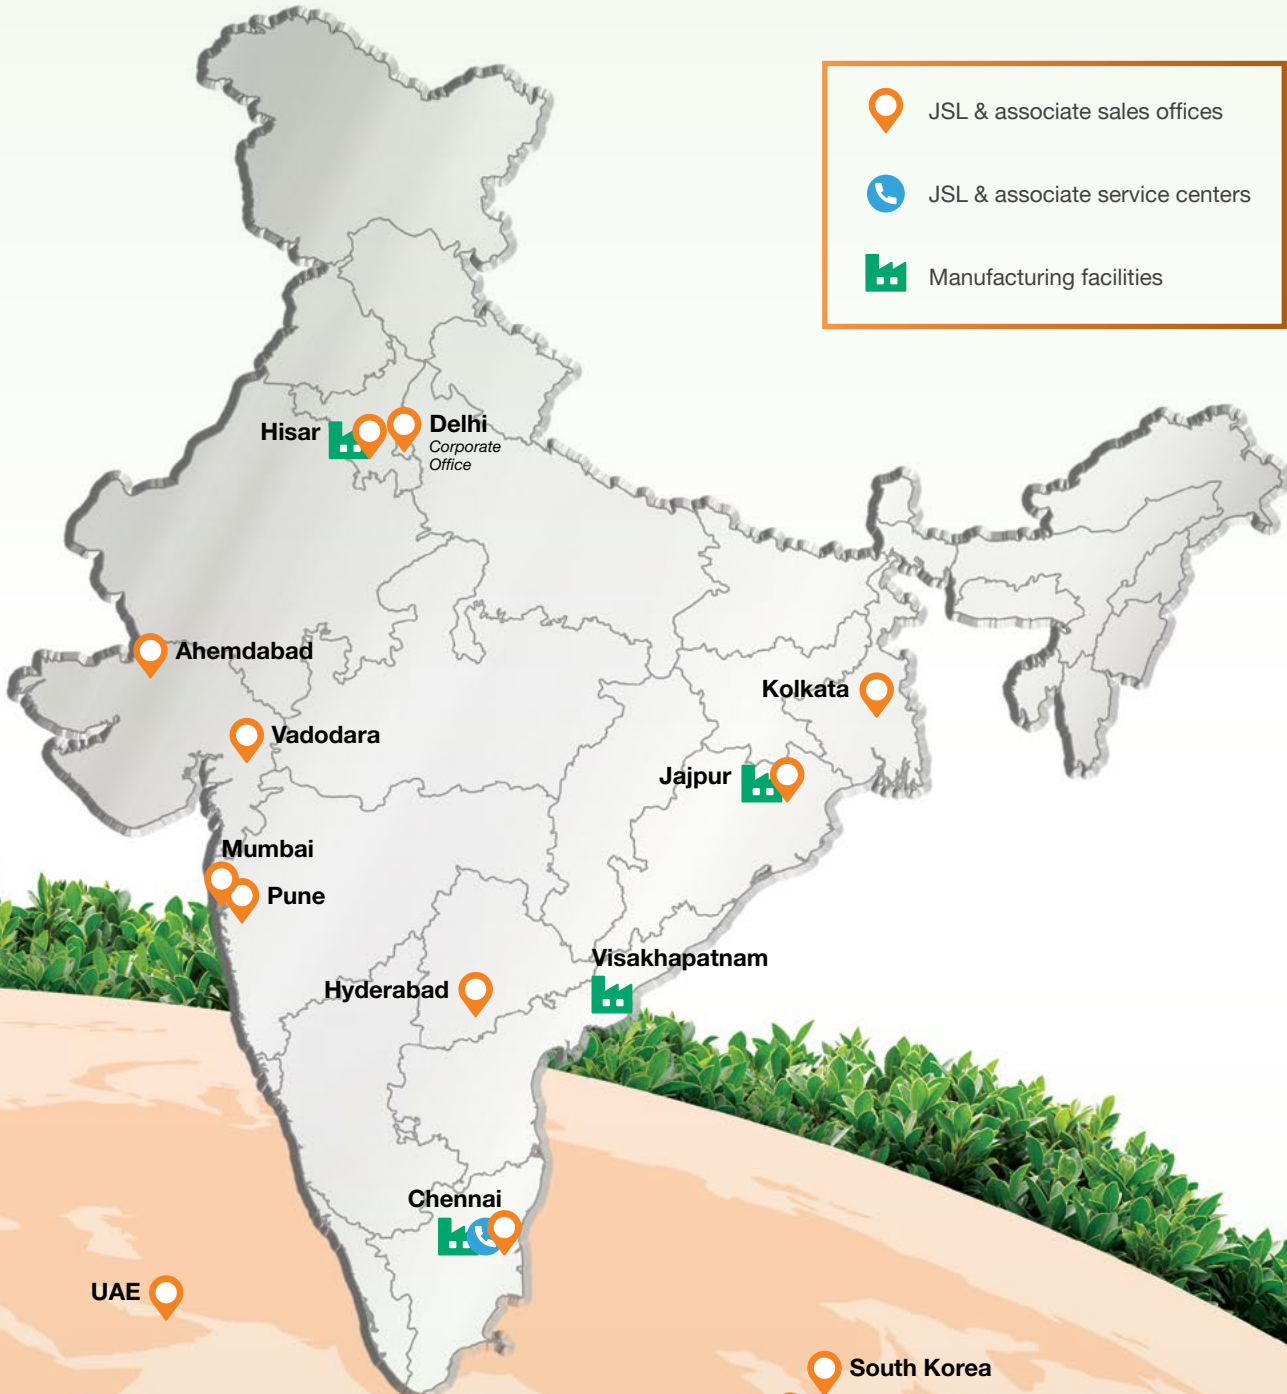 JSL & associate sales offices
JSL & associate service centers
Manufacturing facilities
Hisar
Delhi
Corporate
Office
Ahemdabad
Vadodara
Kolkata
Jajpur
Mumbai
Pune
Visakhapatnam
Hyderabad
Chennai
UAE
South Korea